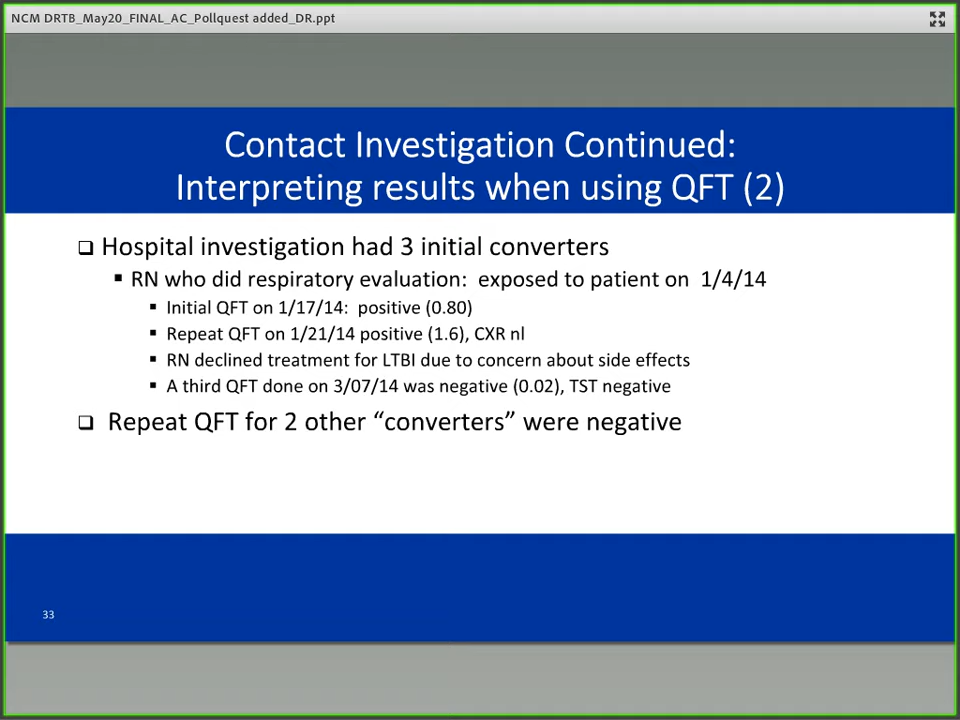 NCM DRTB_May20_FINAL_AC_Pollquest added_DR.ppt
Contact Investigation Continued:
Interpreting results when using QFT (2)
Hospital investigation had 3 initial converters
RN who did respiratory evaluation: exposed to patient on 1/4/14
Initial QFT on 1/17/14: positive (0.80)
Repeat QFT on 1/21/14 positive (1.6), CXR nl
RN declined treatment for LTBI due to concern about side effects
A third QFT done on 3/07/14 was negative (0.02), TST negative
Repeat QFT for 2 other “converters” were negative
33